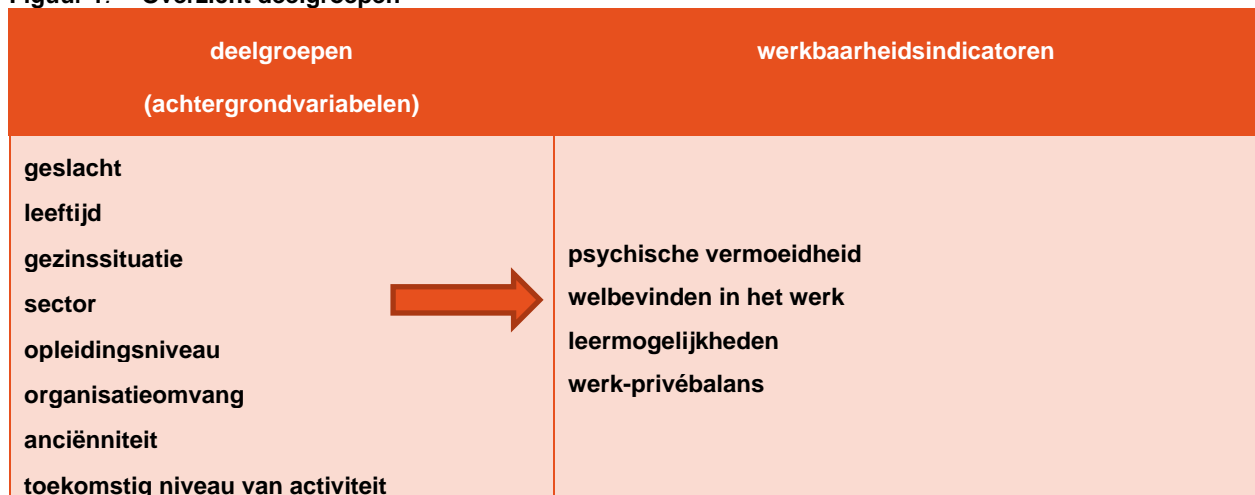 deelgroepen
(achtergrondvariabelen)
werkbaarheidsindicatoren
geslacht
leeftijd
gezinssituatie
sector
opleidingsniveau
organisatieomvang
anciënniteit
toekomstig niveau van activiteit
psychische vermoeidheid
welbevinden in het werk
leermogelijkheden
werk-privébalans